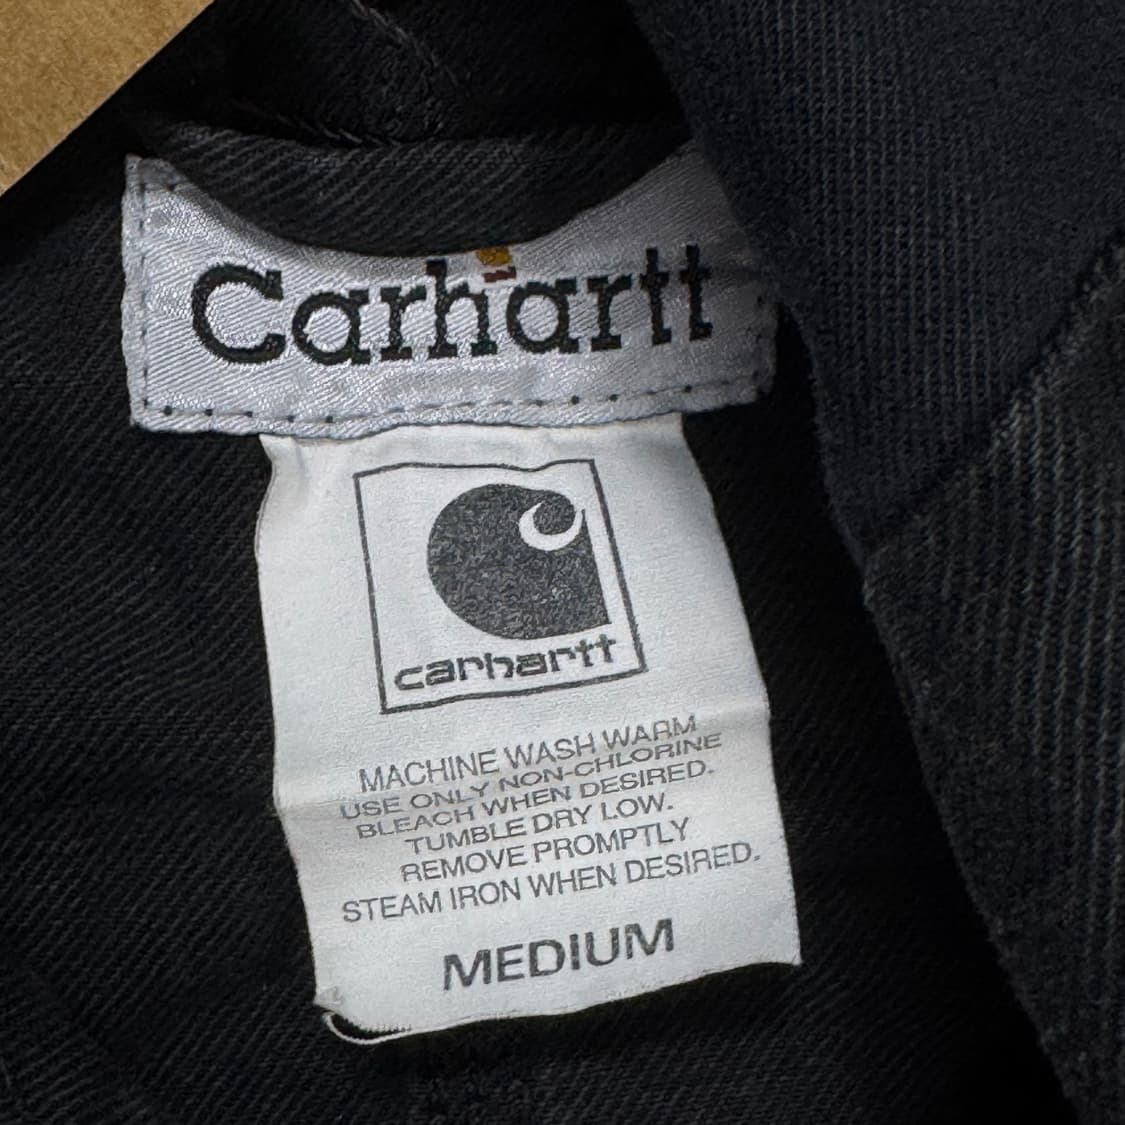 Carhartt
carhartt
MACHINE WASH WARM
USE ONLY NON-CHLORINE
BLEACH WHEN DESIRED.
TUMBLE DRY LOW.
REMOVE PROMPTLY
STEAM IRON WHEN DESIRED.
MEDIUM